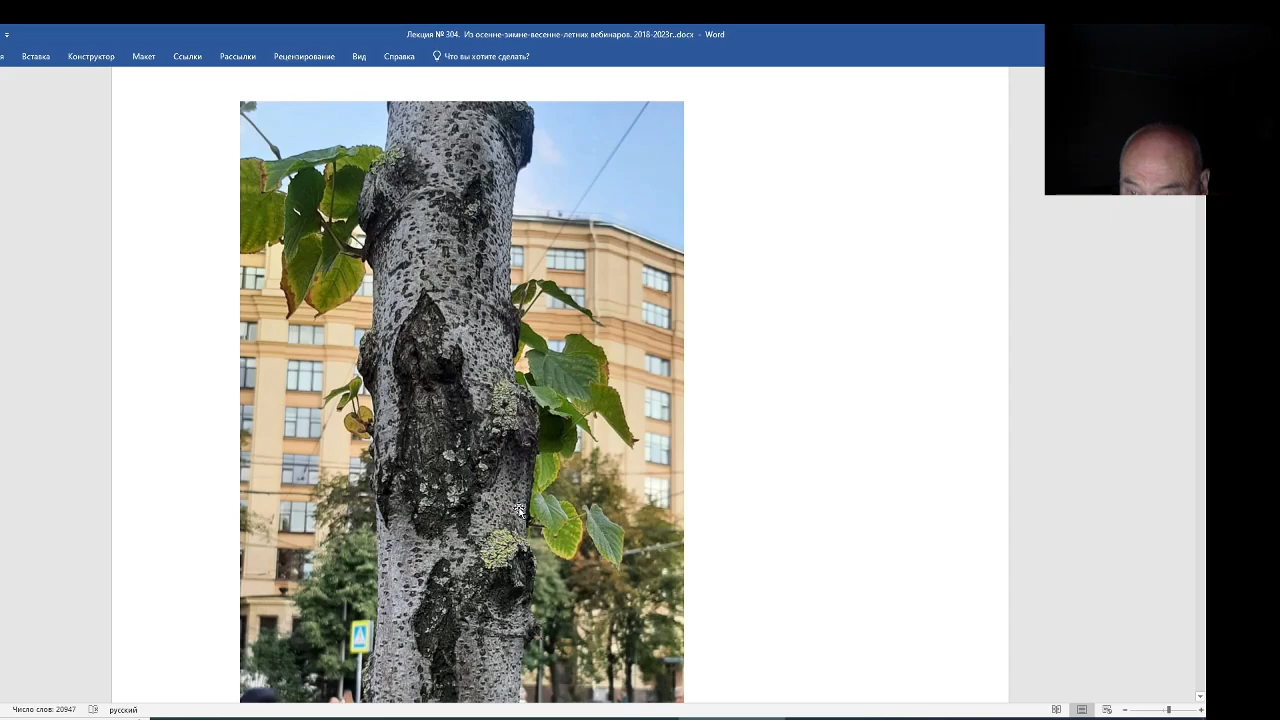 Лекция № 304.  Из осенне-зимне-весенне-летних вебинаров. 2018-2023г..docx  -  Word
я Вставка Конструктор Макет Ссылки Рассылки Рецензирование Вид Справка Что вы хотите сделать?
Число слов: 20947 русский